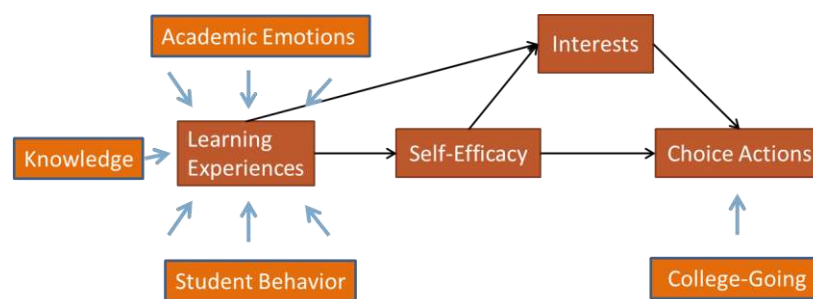 Academic Emotions
Interests
Learning
Experiences
Knowledge
Self-Efficacy
Choice Actions
Student Behavior
College-Going